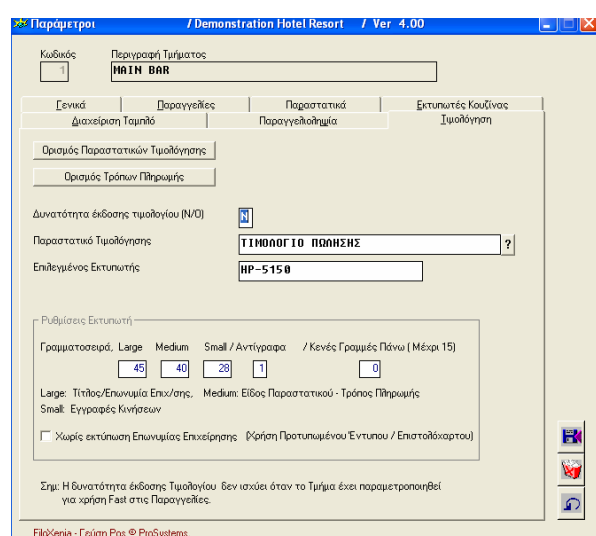 Παράμετροι / Demonstration Hotel Resort / Ver 4.00
Κωδικός Περιγραφή Τμήματος
1 MAIN BAR
Γενικά Παραγγελίες Παραστατικά Εκτυπωτές Κουζίνας
Διαχείριση Ταμπλό Παραγγελιοληψία Τιμολόγηση
Ορισμός Παραστατικών Τιμολόγησης
Ορισμός Τρόπων Πληρωμής
Δυνατότητα έκδοσης τιμολογίου (Ν/Ο) Ν
Παραστατικό Τιμολόγησης ΤΙΜΟΛΟΓΙΟ ΠΩΛΗΣΗΣ ?
Επιλεγμένος Εκτυπωτής HP-5150
Ρυθμίσεις Εκτυπωτή
Γραμματοσειρά, Large Medium Small / Αντίγραφα / Κενές Γραμμές Πάνω ( Μέχρι 15)
45 40 28 1 0
Large: Τίτλος/Επωνυμία Επιχ/σης, Medium: Είδος Παραστατικού - Τρόπος Πληρωμής
Small: Εγγραφές Κινήσεων
Χωρίς εκτύπωση Επωνυμίας Επιχείρησης (Χρήση Προτυπωμένου Έντυπου / Επιστολόχαρτου)
Σημ: Η δυνατότητα έκδοσης Τιμολογίου δεν ισχύει όταν το Τμήμα έχει παραμετροποιηθεί
για χρήση Fast στις Παραγγελίες.
FiloXenia - Γεύση Pos © ProSystems